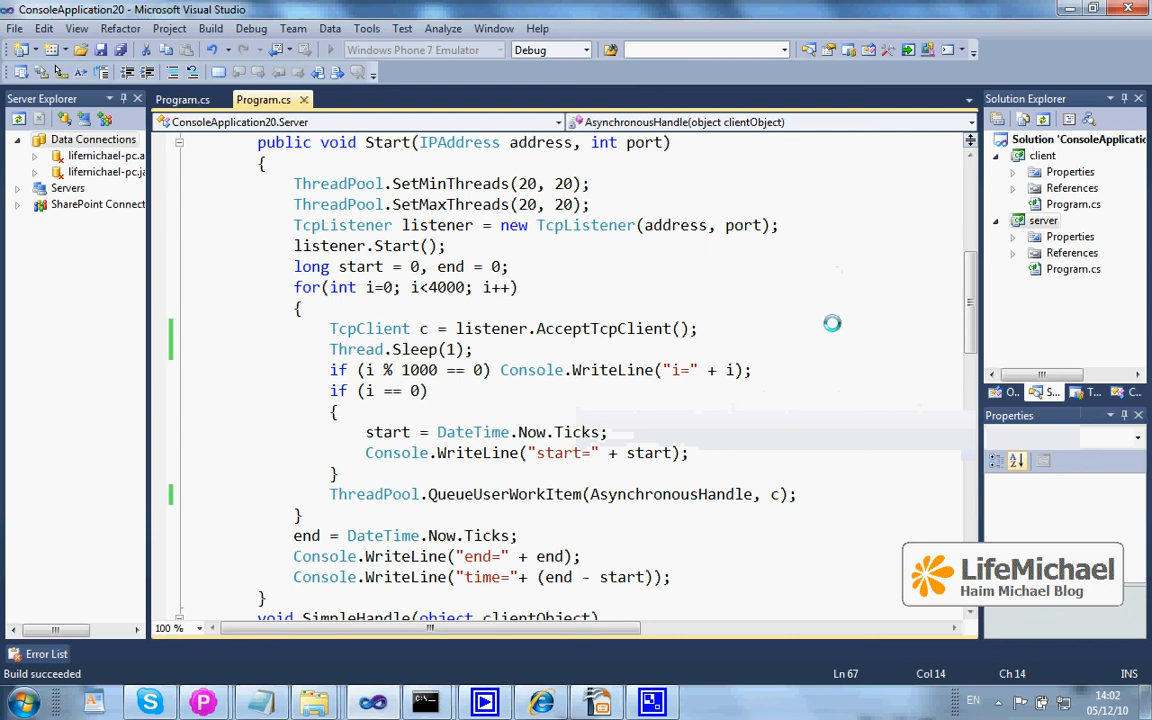 ConsoleApplication20 - Microsoft Visual Studio
File Edit View Refactor Project Build Debug Team Data Tools Test Analyze Window Help
Windows Phone 7 Emulator Debug
Server Explorer
Program.cs Program.cs
Solution Explorer
ConsoleApplication20.Server AsynchronousHandle(object clientObject)
Data Connections
lifemichael-pc.a
lifemichael-pc.ja
Servers
SharePoint Connect
public void Start(IPAddress address, int port)
{
ThreadPool.SetMinThreads(20, 20);
ThreadPool.SetMaxThreads(20, 20);
TcpListener listener = new TcpListener(address, port);
listener.Start();
long start = 0, end = 0;
for(int i=0; i<4000; i++)
{
TcpClient c = listener.AcceptTcpClient();
Thread.Sleep(1);
if (i % 1000 == 0) Console.WriteLine("i=" + i);
if (i == 0)
{
start = DateTime.Now.Ticks;
Console.WriteLine("start=" + start);
}
ThreadPool.QueueUserWorkItem(AsynchronousHandle, c);
}
end = DateTime.Now.Ticks;
Console.WriteLine("end=" + end);
Console.WriteLine("time="+ (end - start));
}
void SimpleHandle(object clientObject)
100 %
Solution 'ConsoleApplicatio
client
Properties
References
Program.cs
server
Properties
References
Program.cs
O... S... T... C...
Properties
LifeMichael
Haim Michael Blog
Error List
Build succeeded Ln 67 Col 14 Ch 14 INS
EN 14:02
05/12/10